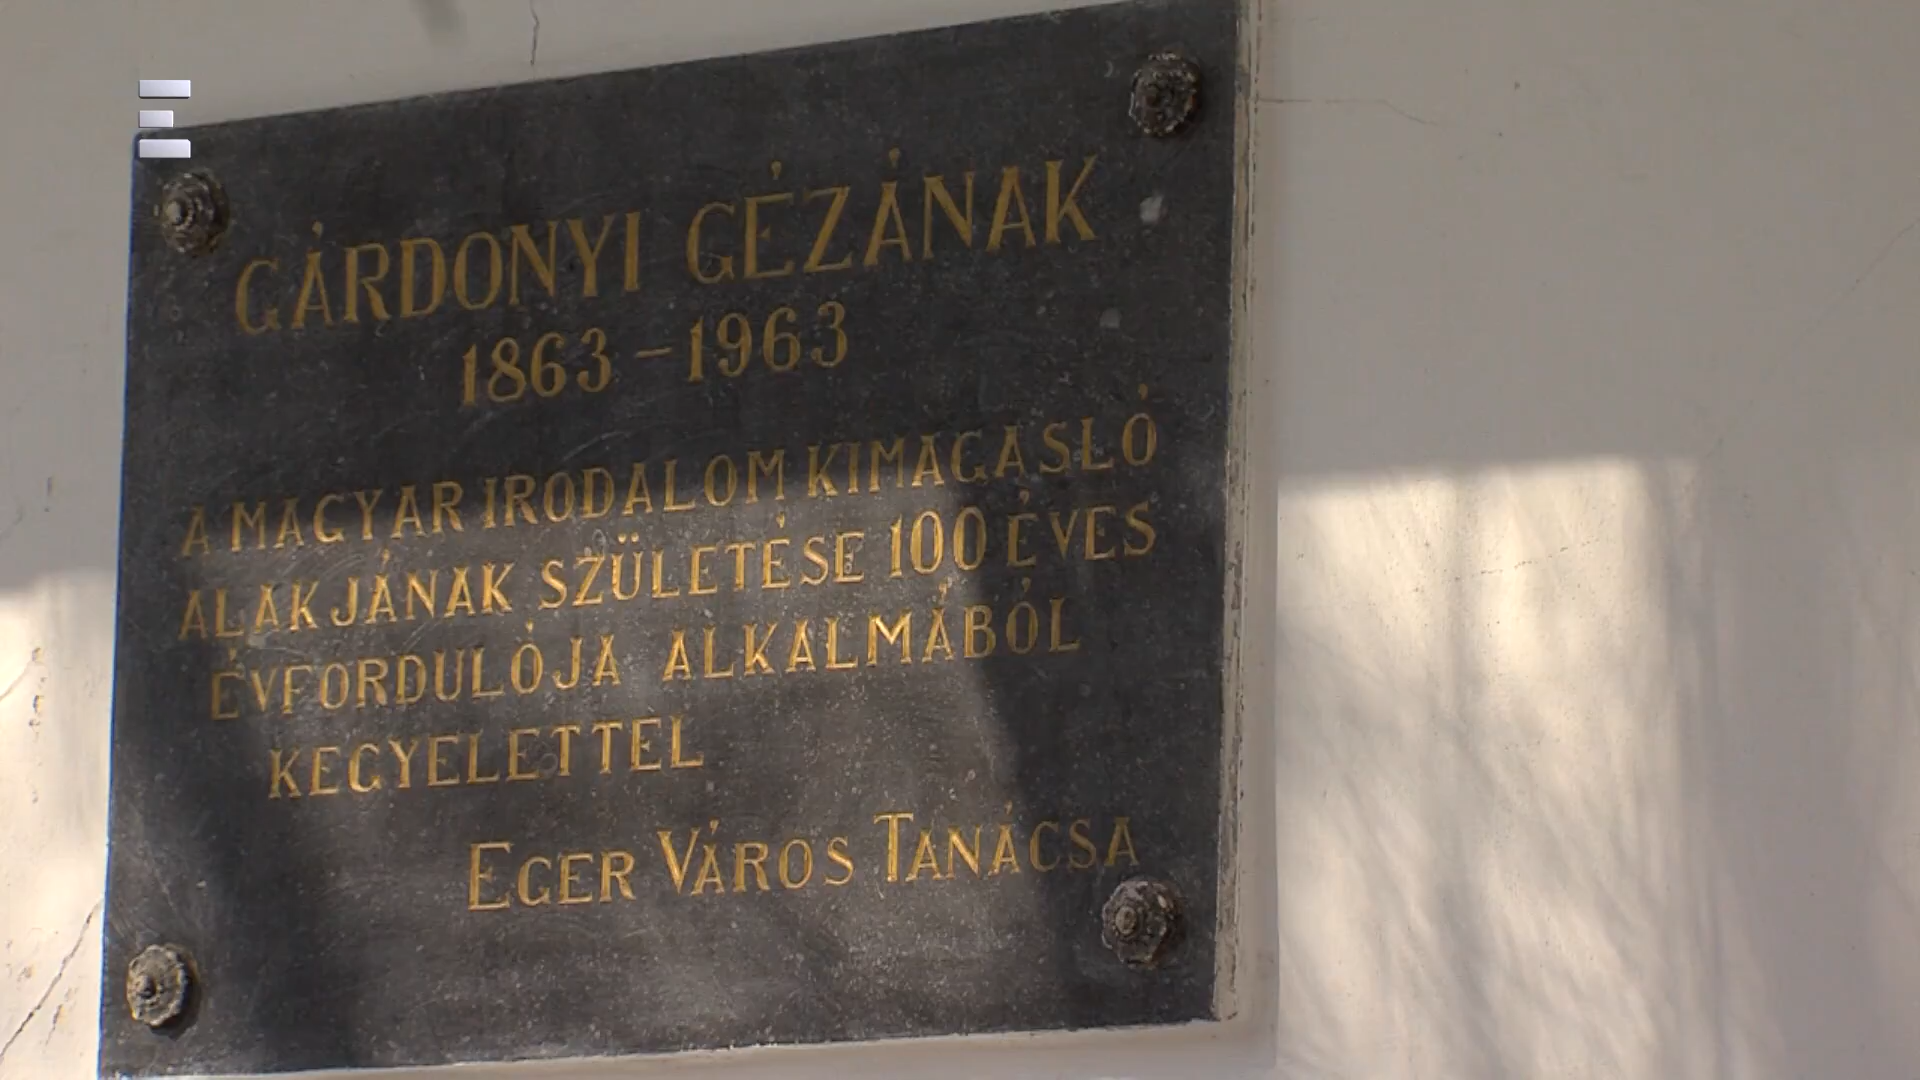 GÁRDONYI GÉZÁNAK
1863-1963
A MAGYAR IRODALOM KIMAGASLÓ
ALAKJÁNAK SZÜLETÉSE 100 ÉVES
ÉVFORDULÓJA ALKALMÁBÓL
KEGYELETTEL
EGER VÁROS TANÁCSA